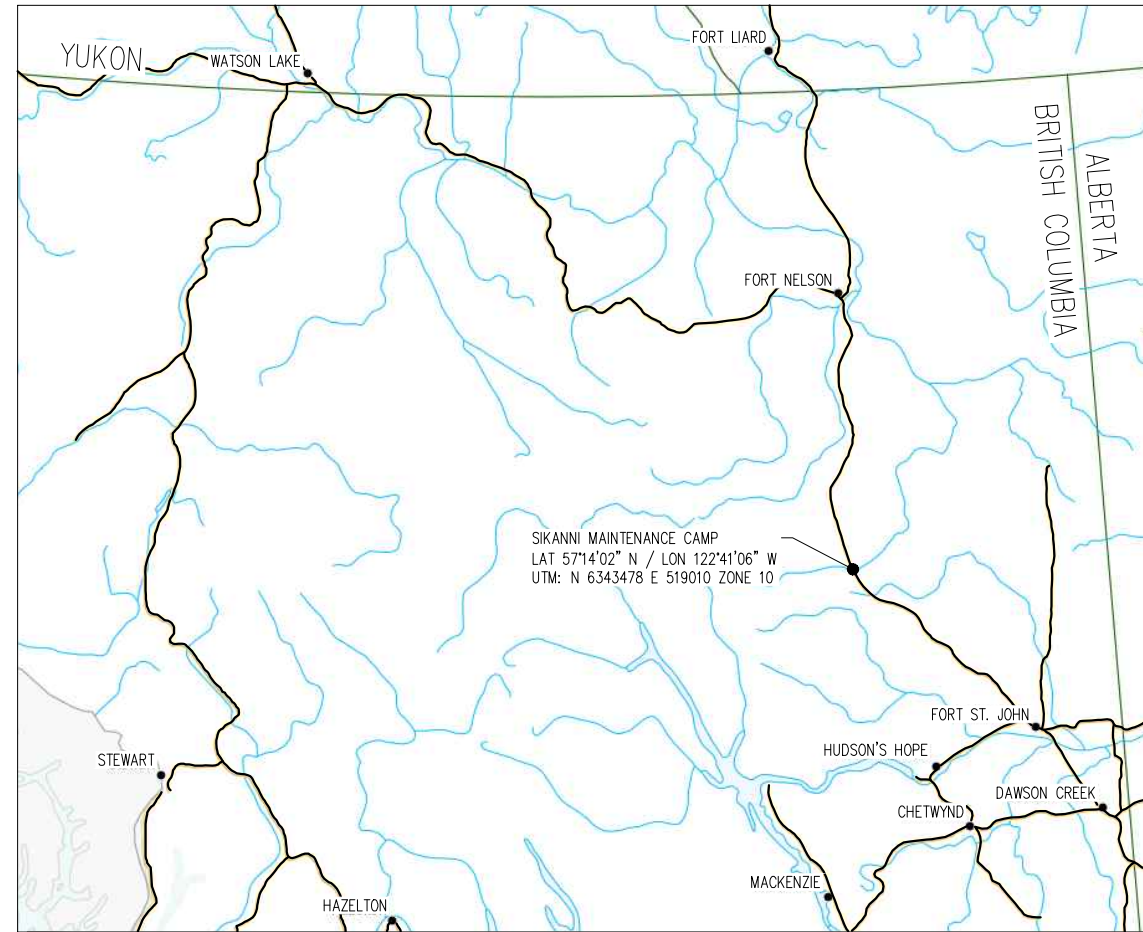 YUKON
WATSON LAKE
FORT LIARD
BRITISH COLUMBIA
ALBERTA
FORT NELSON
SIKANNI MAINTENANCE CAMP
LAT 57°14'02" N / LON 122°41'06" W
UTM: N 6343478 E 519010 ZONE 10
FORT ST. JOHN
STEWART
HUDSON'S HOPE
DAWSON CREEK
CHETWYND
MACKENZIE
HAZELTON